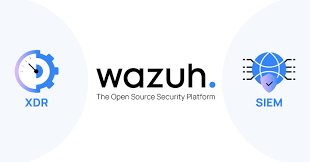 wazuh.
The Open Source Security Platform
XDR
SIEM